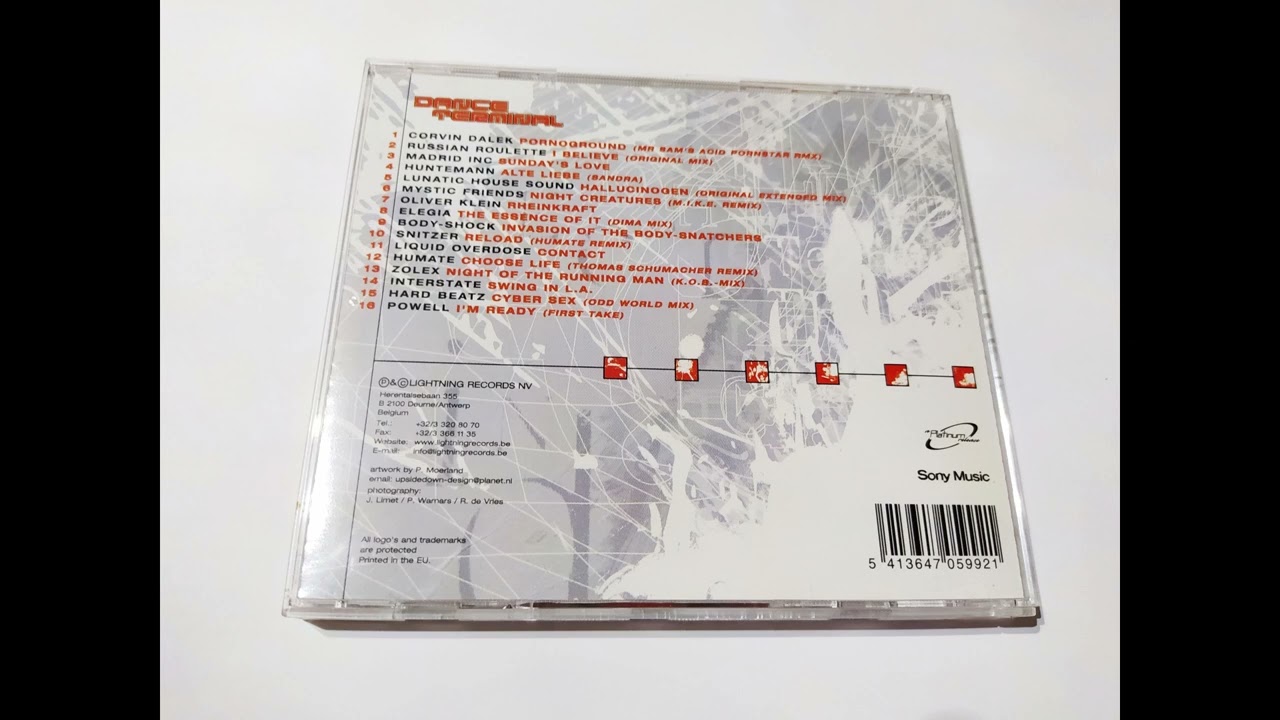 DANCE
TERMINAL
1 CORVIN DALEK PORNOGROUND (MR SAM'S ACID PORNSTAR RMX)
2 RUSSIAN ROULETTE I BELIEVE (ORIGINAL MIX)
3 MADRID INC SUNDAY'S LOVE
4 HUNTEMANN ALTE LIEBE (SANDRA)
5 LUNATIC HOUSE SOUND HALLUCINOGEN (ORIGINAL EXTENDED MIX)
6 MYSTIC FRIENDS NIGHT CREATURES (M.I.K.E. REMIX)
7 OLIVER KLEIN RHEINKRAFT
8 ELEGIA THE ESSENCE OF IT (DIMA MIX)
9 BODY-SHOCK INVASION OF THE BODY-SNATCHERS
10 SNITZER RELOAD (HUMATE REMIX)
11 LIQUID OVERDOSE CONTACT
12 HUMATE CHOOSE LIFE (THOMAS SCHUMACHER REMIX)
13 ZOLEX NIGHT OF THE RUNNING MAN (K.O.B.-MIX)
14 INTERSTATE SWING IN L.A.
15 HARD BEATZ CYBER SEX (ODD WORLD MIX)
16 POWELL I'M READY (FIRST TAKE)
Ⓟ&ⒸLIGHTNING RECORDS NV
Herentalsebaan 355
B 2100 Deurne/Antwerp
Belgium
Tel.: +32/3 320 80 70
Fax: +32/3 366 11 35
Website: www.lightningrecords.be
E-mail: info@lightningrecords.be
artwork by P. Moerland
email: upsidedown-design@planet.nl
photography:
J. Limet / P. Wamars / R. de Vries
All logo's and trademarks
are protected
Printed in the EU.
Platinum
release
Sony Music
5 413647 059921